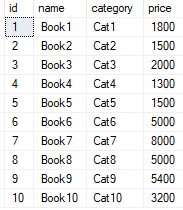 id name category price
1 Book1 Cat1 1800
2 Book2 Cat2 1500
3 Book3 Cat3 2000
4 Book4 Cat4 1300
5 Book5 Cat5 1500
6 Book6 Cat6 5000
7 Book7 Cat7 8000
8 Book8 Cat8 5000
9 Book9 Cat9 5400
10 Book10 Cat10 3200